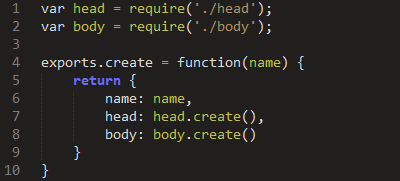 1 var head = require('./head');
2 var body = require('./body');
3
4 exports.create = function(name) {
5     return {
6         name: name,
7         head: head.create(),
8         body: body.create()
9     }
10 }